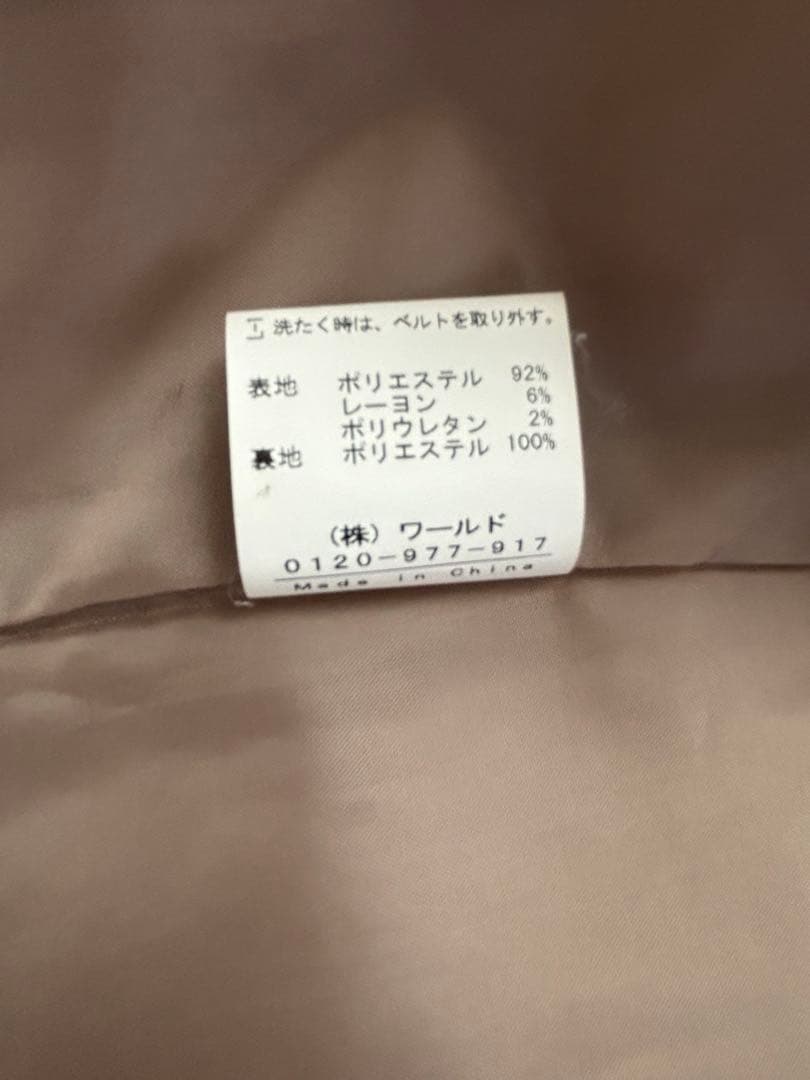 洗たく時は、ベルトを取り外す。
表地 ポリエステル 92%
レーヨン 6%
ポリウレタン 2%
裏地 ポリエステル 100%
(株)ワールド
0120-977-917
Made in China